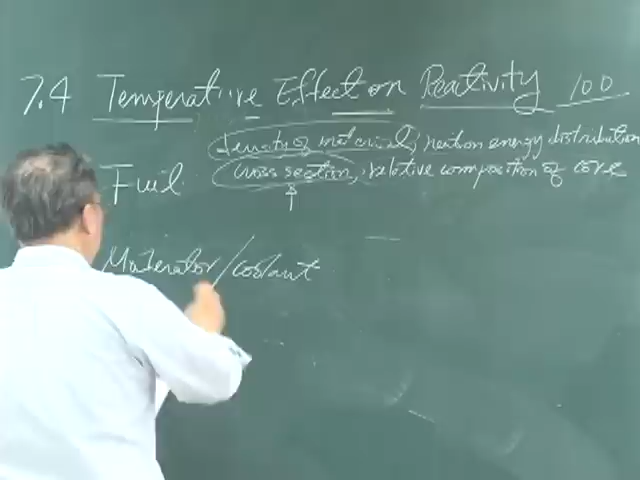 7.4 Temperature Effect on Reactivity 100
density of material, neutron energy distribution
Fuel cross section, relative composition of core
Moderator/coolant